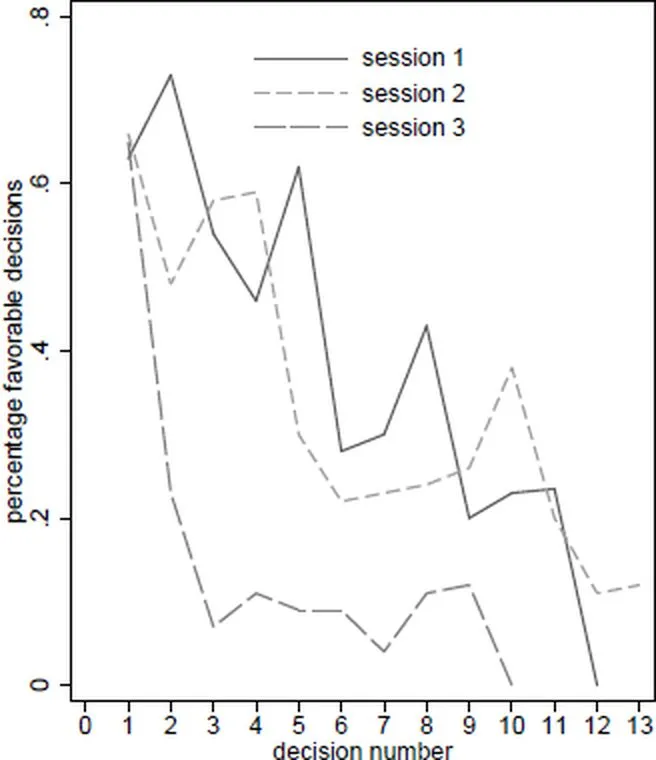 .8
session 1
session 2
session 3
.6
.4
.2
0
percentage favorable decisions
0 1 2 3 4 5 6 7 8 9 10 11 12 13
decision number